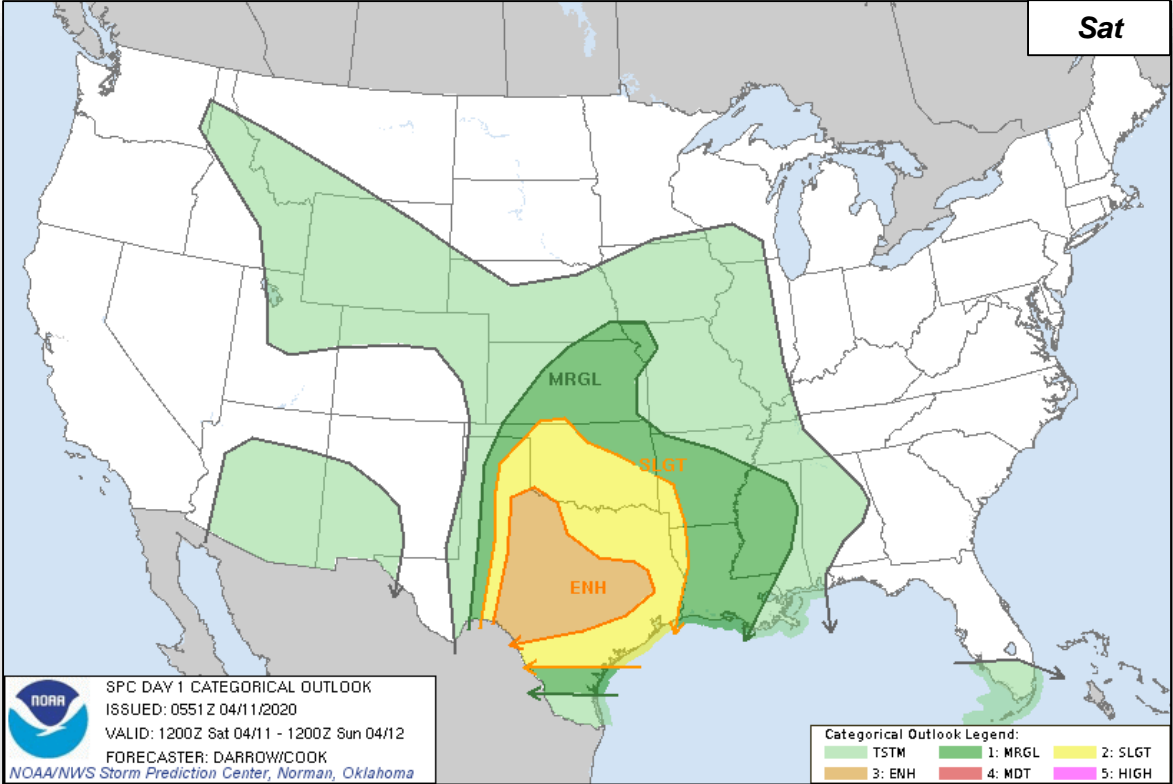 Sat
MRGL
SLGT
ENH
NOAA
SPC DAY 1 CATEGORICAL OUTLOOK
ISSUED: 0551Z 04/11/2020
VALID: 1200Z Sat 04/11 - 1200Z Sun 04/12
FORECASTER: DARROW/COOK
NOAA/NWS Storm Prediction Center, Norman, Oklahoma
Categorical Outlook Legend:
TSTM 1: MRGL 2: SLGT
3: ENH 4: MDT 5: HIGH